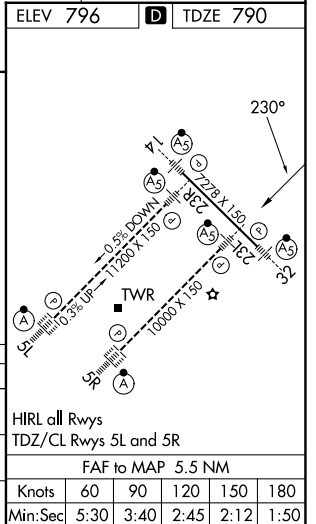 ELEV 796 D TDZE 790
230°
14
A5
P
7278 X 150
A5
23R
P
A5
P
23L
P
A5
32
0.5% DOWN
0.3% UP 11200 X 150
P
TWR
10000 X 150
A
5L
P
5R
A
HIRL all Rwys
TDZ/CL Rwys 5L and 5R
FAF to MAP 5.5 NM
Knots 60 90 120 150 180
Min:Sec 5:30 3:40 2:45 2:12 1:50